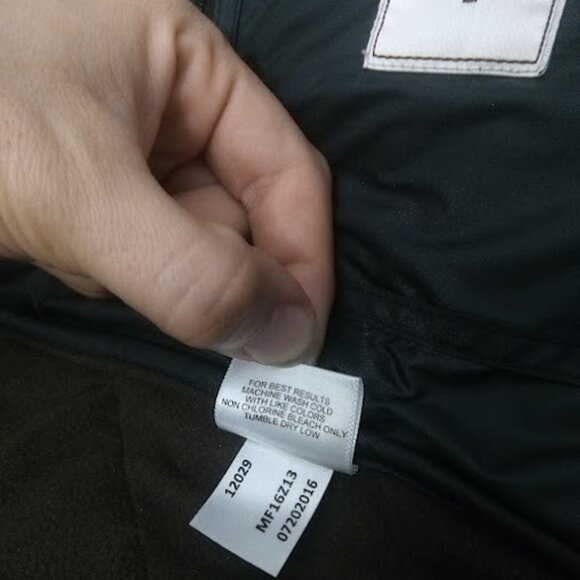 FOR BEST RESULTS
MACHINE WASH COLD
WITH LIKE COLORS
NON CHLORINE BLEACH ONLY
TUMBLE DRY LOW
12029
MF16Z13
07202016